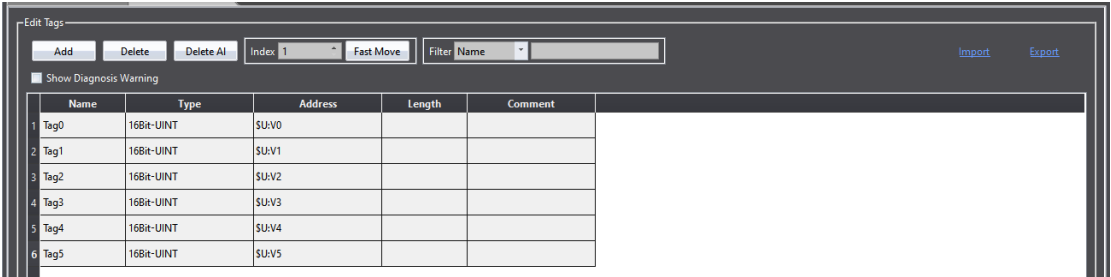 Edit Tags
Add Delete Delete Al Index 1 Fast Move Filter Name Import Export
Show Diagnosis Warning
Name Type Address Length Comment
1 Tag0 16Bit-UINT $U:V0
2 Tag1 16Bit-UINT $U:V1
3 Tag2 16Bit-UINT $U:V2
4 Tag3 16Bit-UINT $U:V3
5 Tag4 16Bit-UINT $U:V4
6 Tag5 16Bit-UINT $U:V5